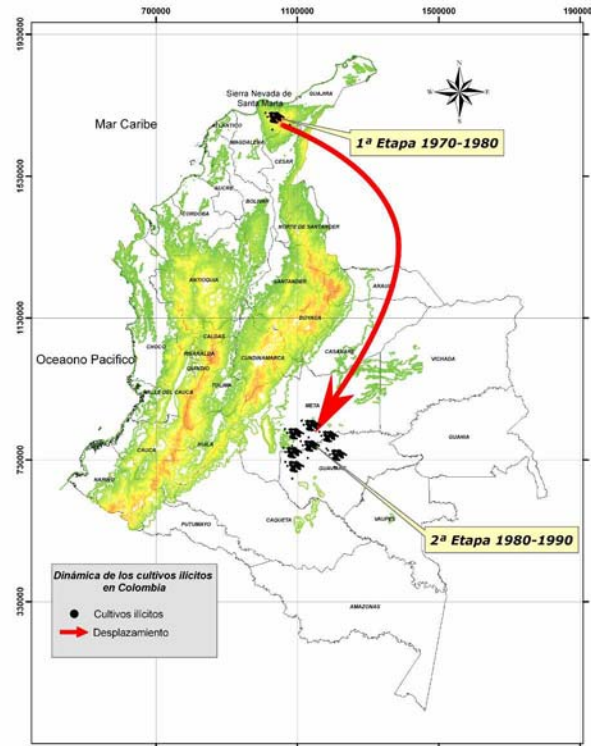 700000 1100000 1500000 1900000
1930000
1530000
1130000
730000
330000
N
W E
S
Mar Caribe
Sierra Nevada de
Santa Marta
GUAJIRA
ATLANTICO
MAGDALENA
CESAR
1ª Etapa 1970-1980
SUCRE
CORDOBA
BOLIVAR
NORTE DE SANTANDER
ANTIOQUIA
SANTANDER
ARAUCA
BOYACA
Oceaono Pacifico
CHOCO
CALDAS
RISARALDA
QUINDIO
CUNDINAMARCA
CASANARE
VICHADA
VALLE DEL CAUCA
TOLIMA
META
GUANIA
CAUCA
HUILA
GUAVIARE
NARIÑO
2ª Etapa 1980-1990
PUTUMAYO
CAQUETA
VAUPES
AMAZONAS
Dinámica de los cultivos ilícitos
en Colombia
Cultivos ilícitos
Desplazamiento